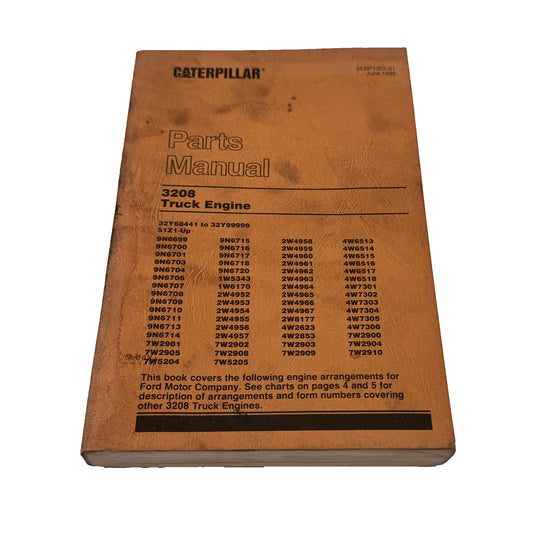 CATERPILLAR
SEBP1307-01
June 1985
Parts
Manual
3208
Truck Engine
32Y68441 to 32Y99999
51Z1-Up
9N6699 9N6715 2W4958 4W6513
9N6700 9N6716 2W4959 4W6514
9N6701 9N6717 2W4960 4W6515
9N6703 9N6718 2W4961 4W6516
9N6704 9N6720 2W4962 4W6517
9N6706 1W5343 2W4963 4W6518
9N6707 1W6170 2W4964 4W7301
9N6708 2W4952 2W4965 4W7302
9N6709 2W4953 2W4966 4W7303
9N6710 2W4954 2W4967 4W7304
9N6711 2W4955 2W8177 4W7305
9N6713 2W4956 4W2623 4W7306
9N6714 2W4957 4W2853 7W2900
7W2901 7W2902 7W2903 7W2904
7W2905 7W2908 7W2909 7W2910
7W5204 7W5205
This book covers the following engine arrangements for
Ford Motor Company. See charts on pages 4 and 5 for
description of arrangements and form numbers covering
other 3208 Truck Engines.